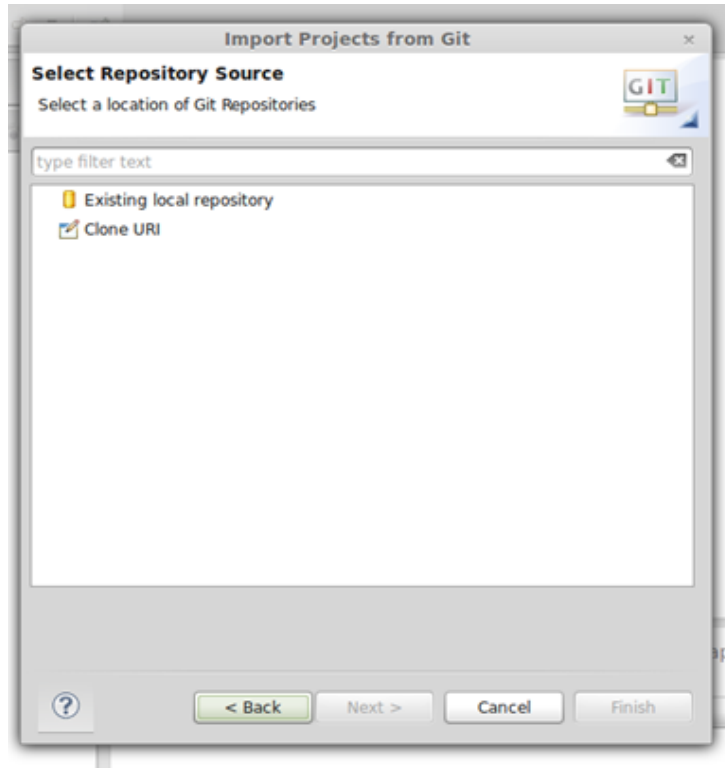 Import Projects from Git
Select Repository Source
Select a location of Git Repositories
GIT
type filter text
Existing local repository
Clone URI
< Back
Next >
Cancel
Finish